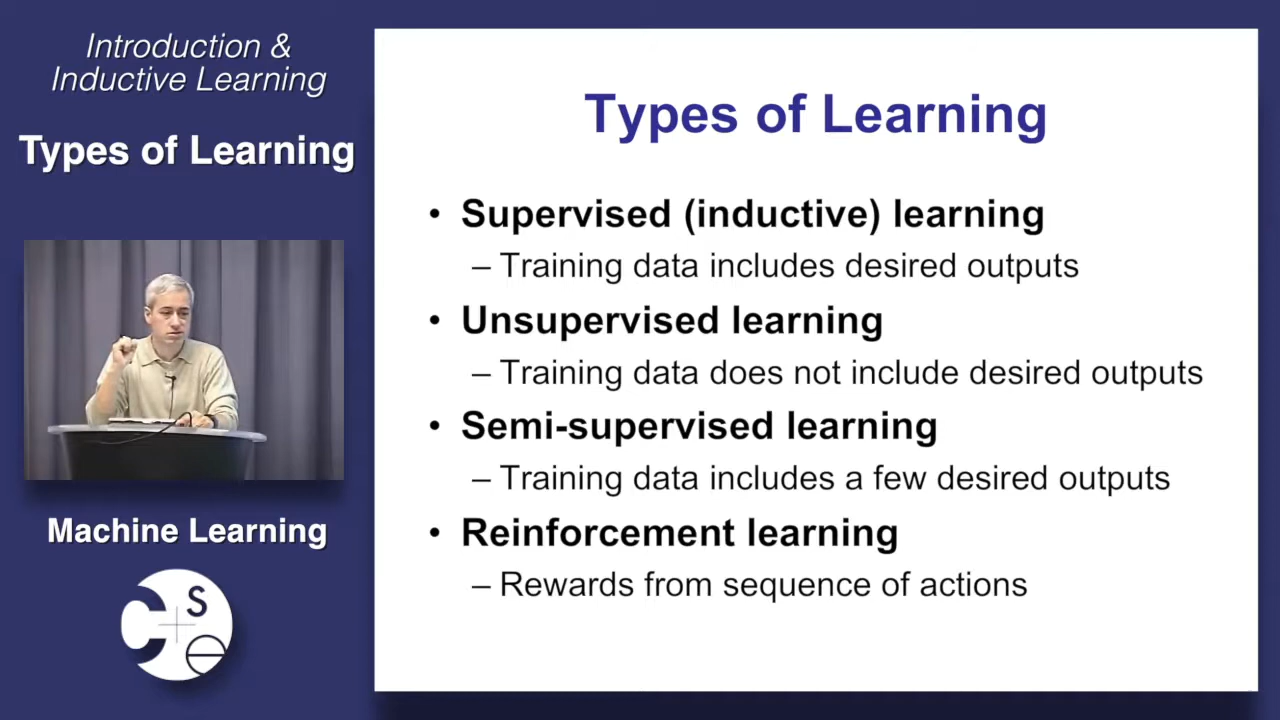 Introduction &
Inductive Learning
Types of Learning
Machine Learning
C S e
Types of Learning
• Supervised (inductive) learning
– Training data includes desired outputs
• Unsupervised learning
– Training data does not include desired outputs
• Semi-supervised learning
– Training data includes a few desired outputs
• Reinforcement learning
– Rewards from sequence of actions